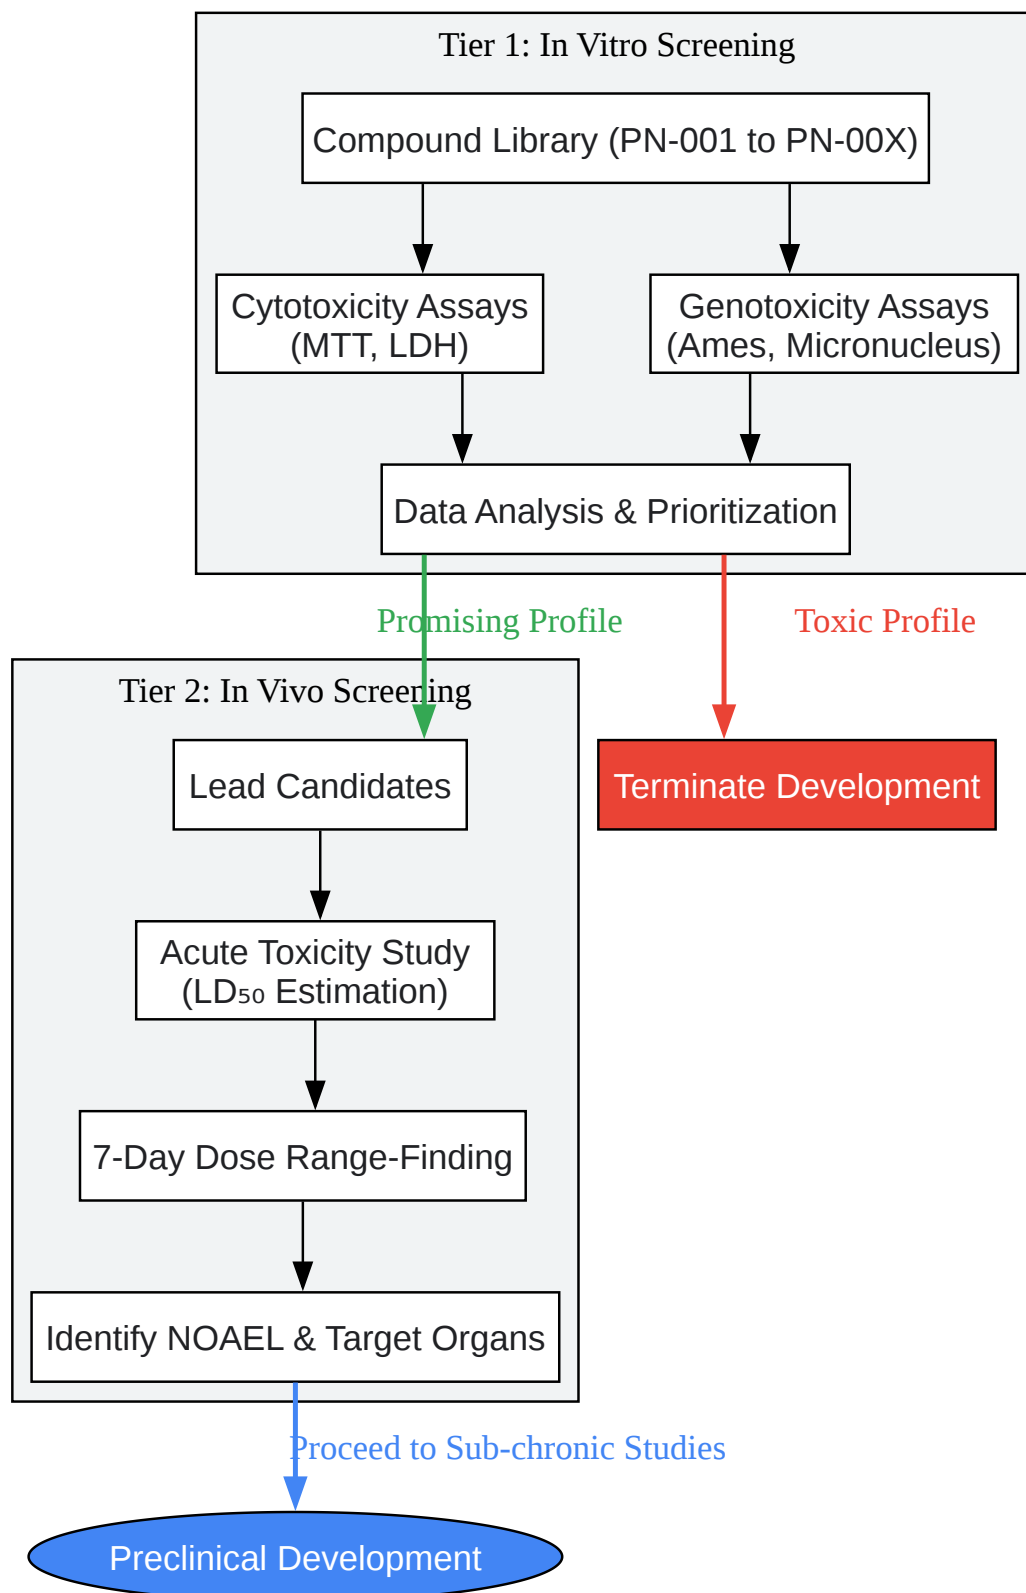 Tier 1: In Vitro Screening
Compound Library (PN-001 to PN-00X)
Cytotoxicity Assays
(MTT, LDH)
Genotoxicity Assays
(Ames, Micronucleus)
Data Analysis & Prioritization
Promising Profile
Toxic Profile
Tier 2: In Vivo Screening
Lead Candidates
Terminate Development
Acute Toxicity Study
(LD₅₀ Estimation)
7-Day Dose Range-Finding
Identify NOAEL & Target Organs
Proceed to Sub-chronic Studies
Preclinical Development